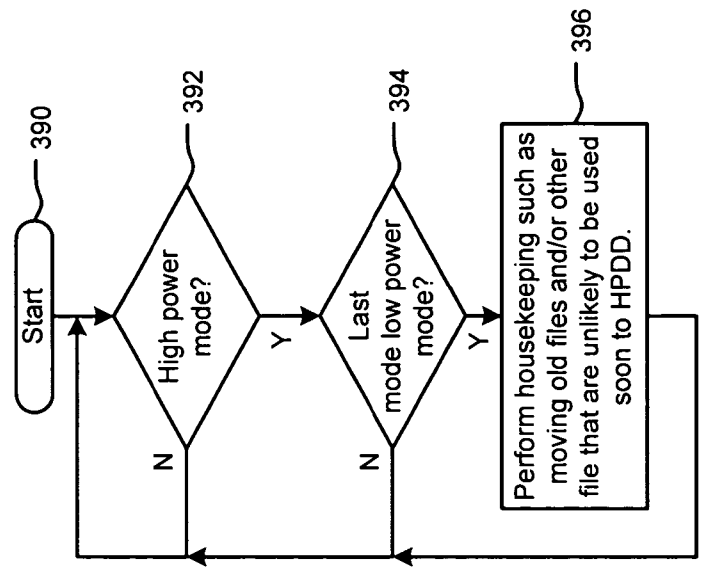 Start
390
High power
mode?
392
N
Y
Last
mode low power
mode?
394
N
Y
Perform housekeeping such as
moving old files and/or other
file that are unlikely to be used
soon to HPDD.
396